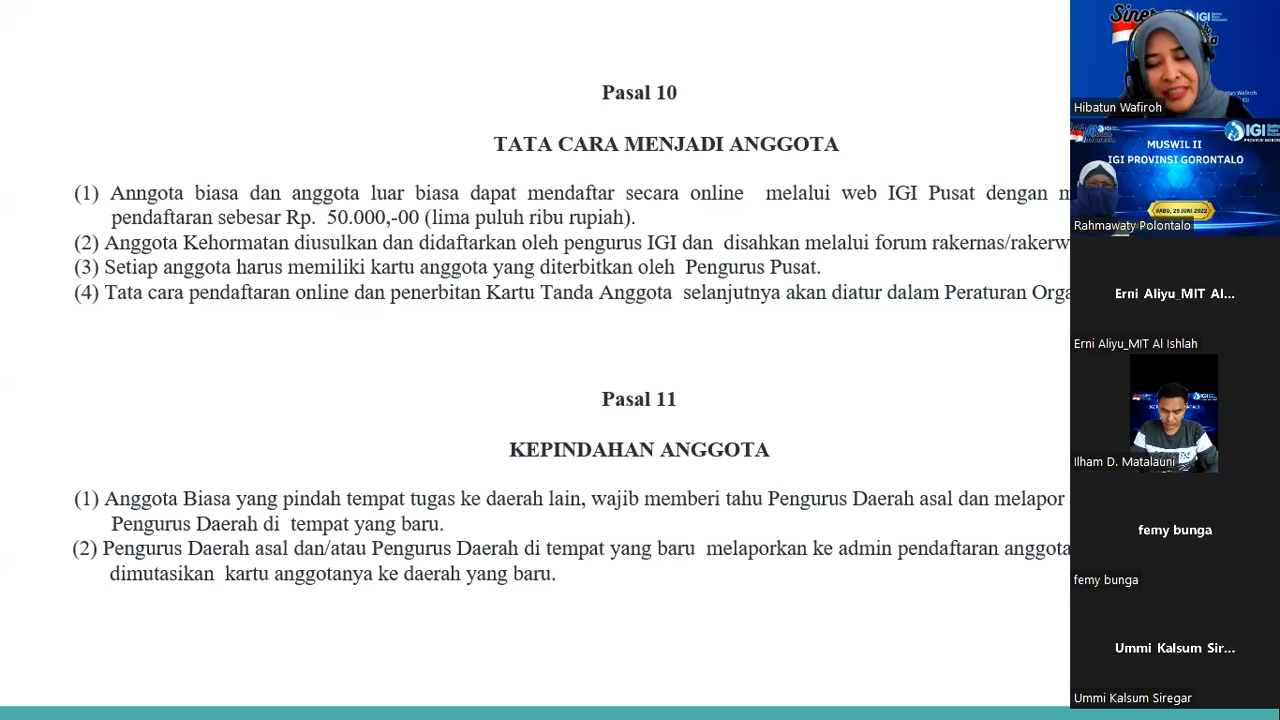 Pasal 10
TATA CARA MENJADI ANGGOTA
(1) Anngota biasa dan anggota luar biasa dapat mendaftar secara online melalui web IGI Pusat dengan m
pendaftaran sebesar Rp. 50.000,-00 (lima puluh ribu rupiah).
(2) Anggota Kehormatan diusulkan dan didaftarkan oleh pengurus IGI dan disahkan melalui forum rakernas/rakerw
(3) Setiap anggota harus memiliki kartu anggota yang diterbitkan oleh Pengurus Pusat.
(4) Tata cara pendaftaran online dan penerbitan Kartu Tanda Anggota selanjutnya akan diatur dalam Peraturan Orga
Pasal 11
KEPINDAHAN ANGGOTA
(1) Anggota Biasa yang pindah tempat tugas ke daerah lain, wajib memberi tahu Pengurus Daerah asal dan melapor
Pengurus Daerah di tempat yang baru.
(2) Pengurus Daerah asal dan/atau Pengurus Daerah di tempat yang baru melaporkan ke admin pendaftaran anggota
dimutasikan kartu anggotanya ke daerah yang baru.
IGI
Hibatun Wafiroh
IGI
MUSWIL II
IGI PROVINSI GORONTALO
RABU, 29 JUNI 2022
Rahmawaty Polontalo
Erni Aliyu_MIT Al...
Erni Aliyu_MIT Al Ishlah
IGI
Ilham D. Matalauni
femy bunga
femy bunga
Ummi Kalsum Sir...
Ummi Kalsum Siregar